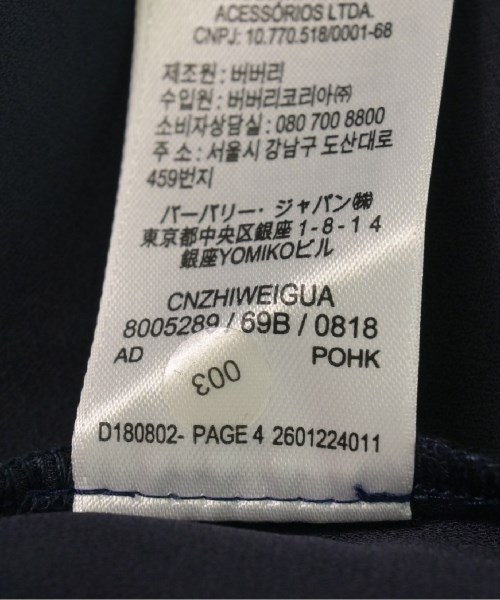 ACESSÓRIOS LTDA.
CNPJ: 10.770.518/0001-68
제조원 : 버버리
수입원 : 버버리코리아㈜
소비자상담실 : 080 700 8800
주 소 : 서울시 강남구 도산대로
459번지
バーバリー・ジャパン㈱
東京都中央区銀座 1-8-14
銀座YOMIKOビル
CNZHIWEIGUA
8005289 / 69B / 0818
AD POHK
003
D180802- PAGE 4 2601224011